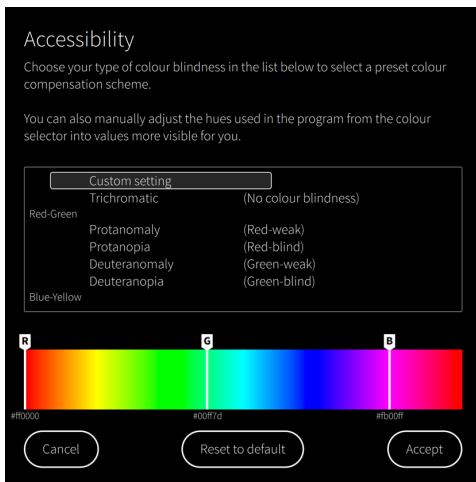 Accessibility
Choose your type of colour blindness in the list below to select a preset colour
compensation scheme.
You can also manually adjust the hues used in the program from the colour
selector into values more visible for you.
Custom setting
Trichromatic (No colour blindness)
Red-Green
Protanomaly (Red-weak)
Protanopia (Red-blind)
Deuteranomaly (Green-weak)
Deuteranopia (Green-blind)
Blue-Yellow
R G B
#ff0000 #00ff7d #fb00ff
Cancel Reset to default Accept